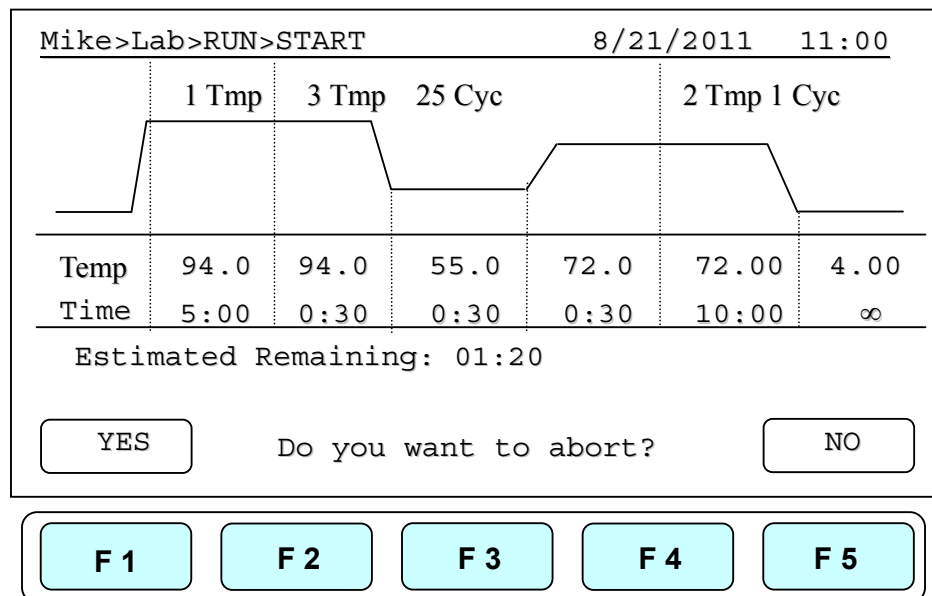 Mike>Lab>RUN>START 8/21/2011 11:00
1 Tmp 3 Tmp 25 Cyc 2 Tmp 1 Cyc
Temp 94.0 94.0 55.0 72.0 72.00 4.00
Time 5:00 0:30 0:30 0:30 10:00 ∞
Estimated Remaining: 01:20
YES Do you want to abort? NO
F 1 F 2 F 3 F 4 F 5